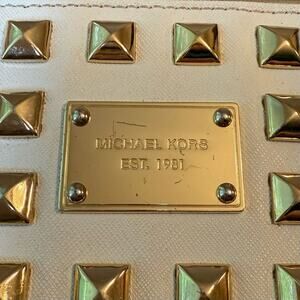 MICHAEL KORS
EST. 1981